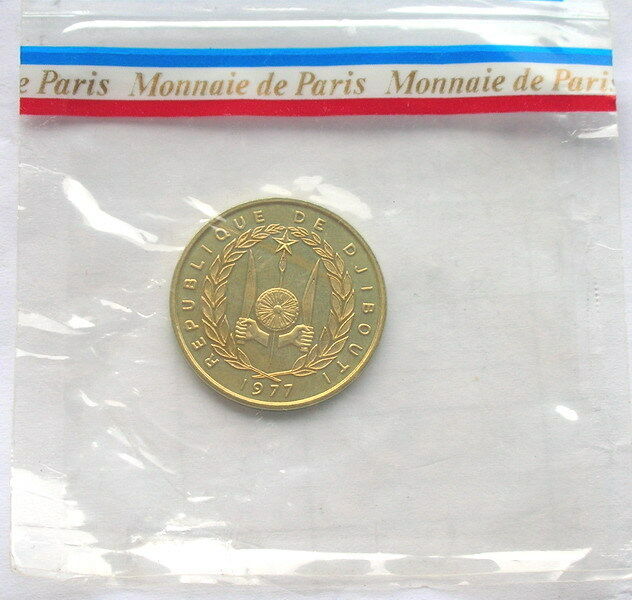 e Paris Monnaie de Paris Monnaie de Paris
REPUBLIQUE DE DJIBOUTI
1977